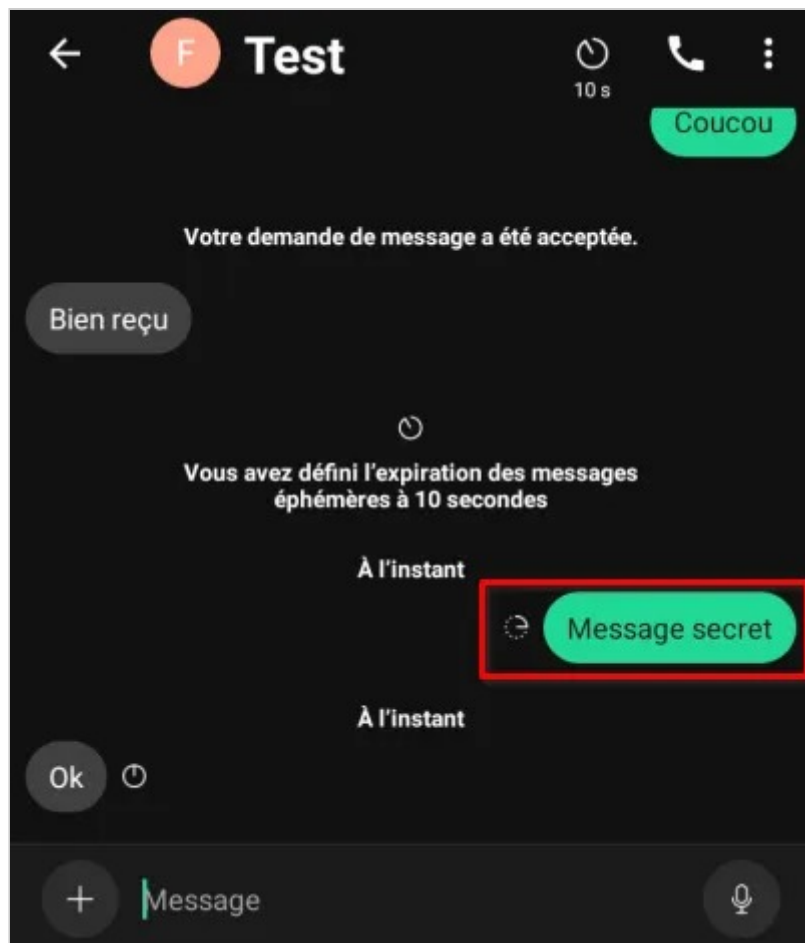 F
Test
10 s
Coucou
Votre demande de message a été acceptée.
Bien reçu
Vous avez défini l’expiration des messages
éphémères à 10 secondes
À l’instant
Message secret
À l’instant
Ok
Message